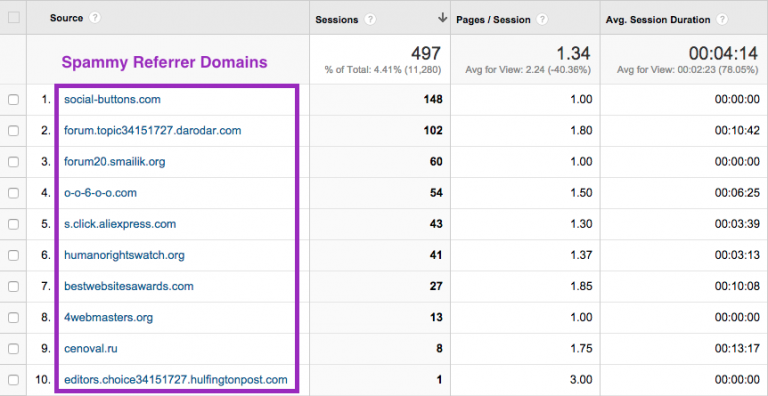 Source ? Sessions ? Pages / Session ? Avg. Session Duration ?
Spammy Referrer Domains 497 1.34 00:04:14
% of Total: 4.41% (11,280) Avg for View: 2.24 (-40.36%) Avg for View: 00:02:23 (78.05%)
1. social-buttons.com 148 1.00 00:00:00
2. forum.topic34151727.darodar.com 102 1.80 00:10:42
3. forum20.smailik.org 60 1.00 00:00:00
4. o-o-6-o-o.com 54 1.50 00:06:25
5. s.click.aliexpress.com 43 1.30 00:03:39
6. humanorightswatch.org 41 1.37 00:03:13
7. bestwebsitesawards.com 27 1.85 00:10:08
8. 4webmasters.org 13 1.00 00:00:00
9. cenoval.ru 8 1.75 00:13:17
10. editors.choice34151727.hulfingtonpost.com 1 3.00 00:00:00